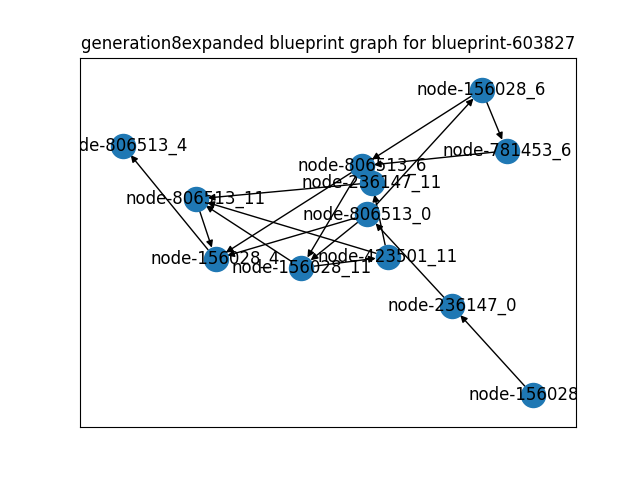 generation8expanded blueprint graph for blueprint-603827
node-156028_6
de-806513_4
node-781453_6
node-806513_6
node-236147_11
node-806513_11
node-806513_0
node-156028_4
node-423501_11
node-156028_11
node-236147_0
node-156028